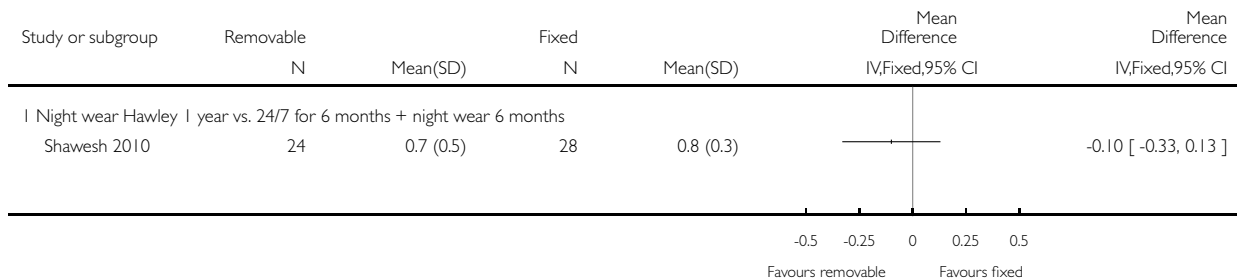 Study or subgroup Removable Fixed Mean Difference Mean Difference
N Mean(SD) N Mean(SD) IV,Fixed,95% CI IV,Fixed,95% CI
1 Night wear Hawley 1 year vs. 24/7 for 6 months + night wear 6 months
Shawesh 2010 24 0.7 (0.5) 28 0.8 (0.3) -0.10 [ -0.33, 0.13 ]
-0.5 -0.25 0 0.25 0.5
Favours removable Favours fixed